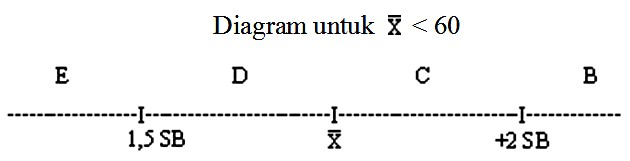 Diagram untuk X̄ < 60
E D C B
------------------I--------------------------I--------------------------I-------------
1,5 SB X̄ +2 SB